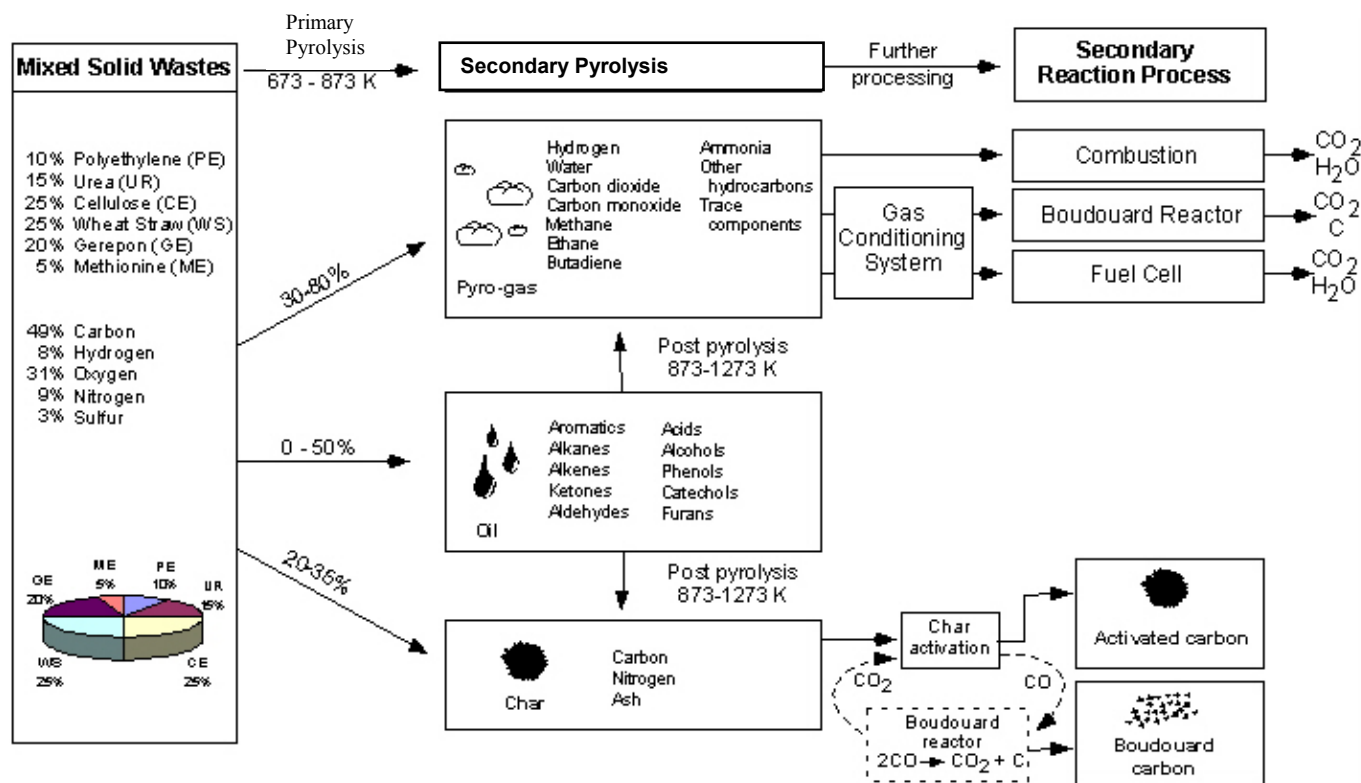 Primary
Pyrolysis
673 - 873 K
Mixed Solid Wastes
Secondary Pyrolysis
Further
processing
Secondary
Reaction Process
10% Polyethylene (PE)
15% Urea (UR)
25% Cellulose (CE)
25% Wheat Straw (WS)
20% Gerepon (GE)
5% Methionine (ME)
49% Carbon
8% Hydrogen
31% Oxygen
9% Nitrogen
3% Sulfur
ME
5%
PE
10%
GE
20%
UR
15%
WS
25%
CE
25%
30-80%
0 - 50%
20-35%
Hydrogen
Water
Carbon dioxide
Carbon monoxide
Methane
Ethane
Butadiene
Ammonia
Other
hydrocarbons
Trace
components
Pyro-gas
Post pyrolysis
873-1273 K
Aromatics
Alkanes
Alkenes
Ketones
Aldehydes
Acids
Alcohols
Phenols
Catechols
Furans
Oil
Post pyrolysis
873-1273 K
Char
Carbon
Nitrogen
Ash
Gas
Conditioning
System
Combustion
CO2
H2O
Boudouard Reactor
CO2
C
Fuel Cell
CO2
H2O
Char
activation
Activated carbon
CO2
CO
Boudouard
reactor
2CO → CO2 + C
Boudouard
carbon